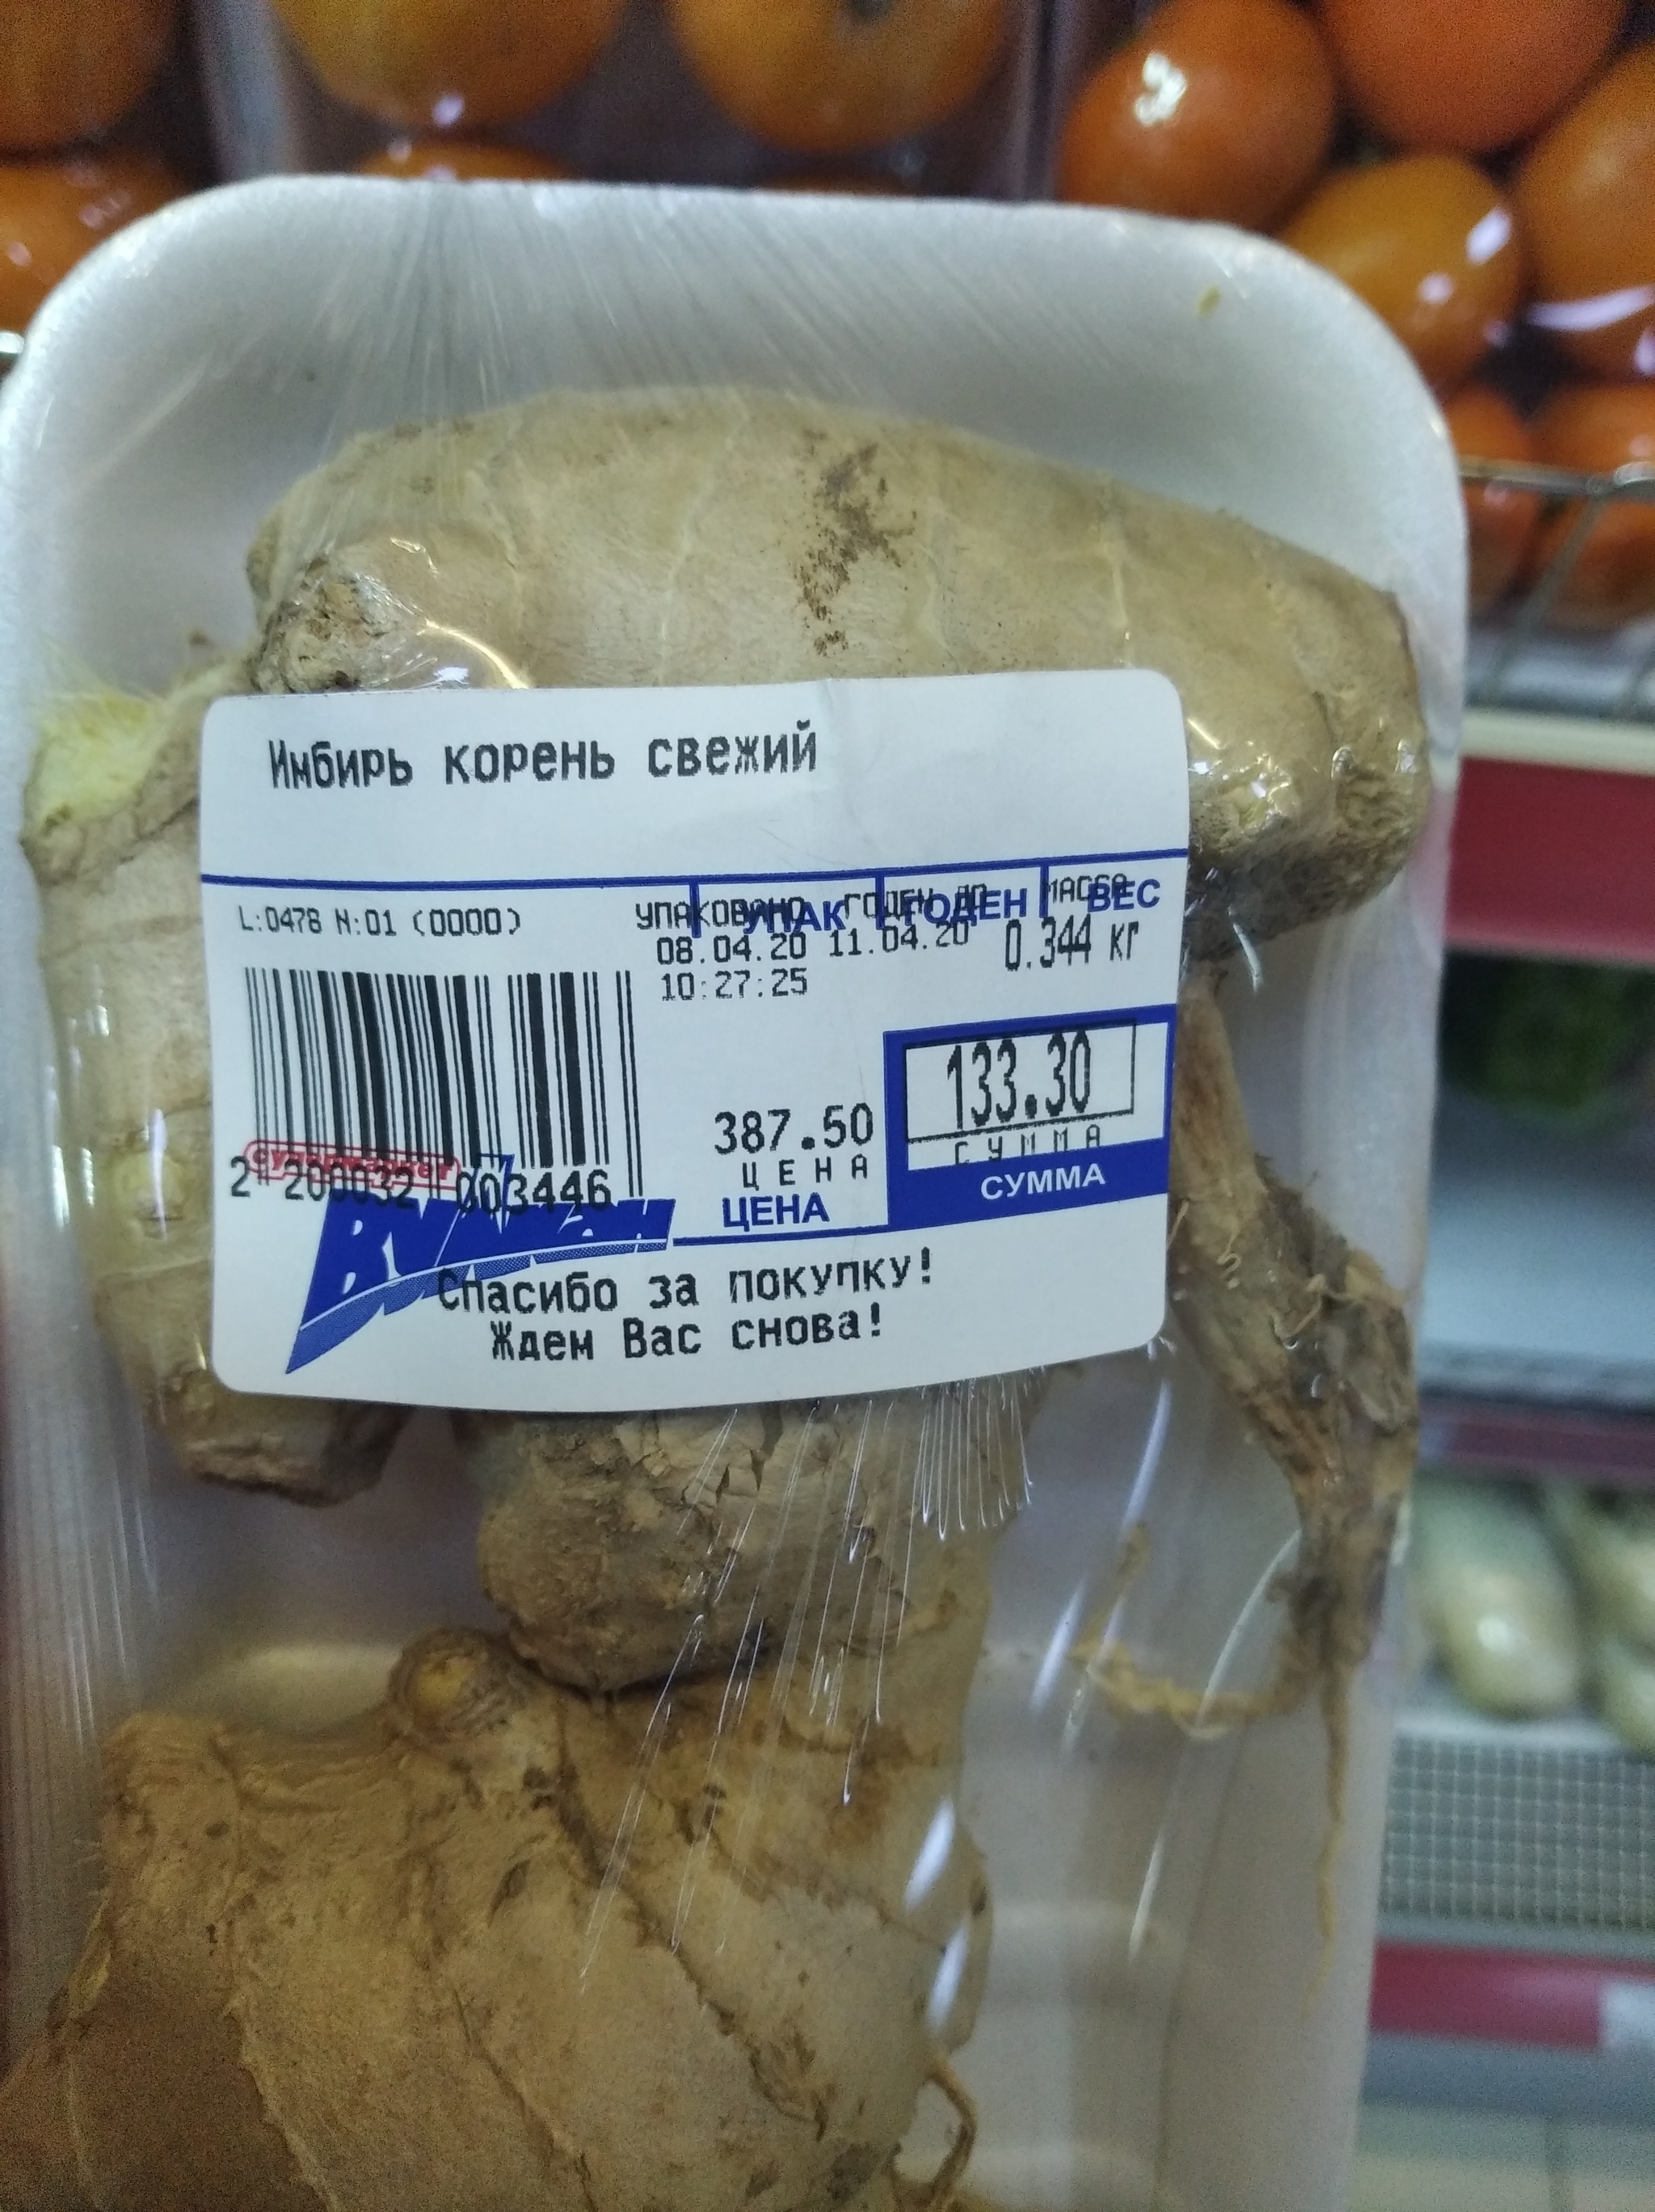 Имбирь корень свежий
L:0478 N:01 (0000)
УПАКОВАНО ГОДЕН ДО МАССА
УПАК ГОДЕН ВЕС
08.04.20 11.04.20 0.344 кг
10:27:25
133.30
387.50
СУММА
ЦЕНА
СУММА
ЦЕНА
супермаркет
2 200032 003446
Спасибо за покупку!
Ждем Вас снова!